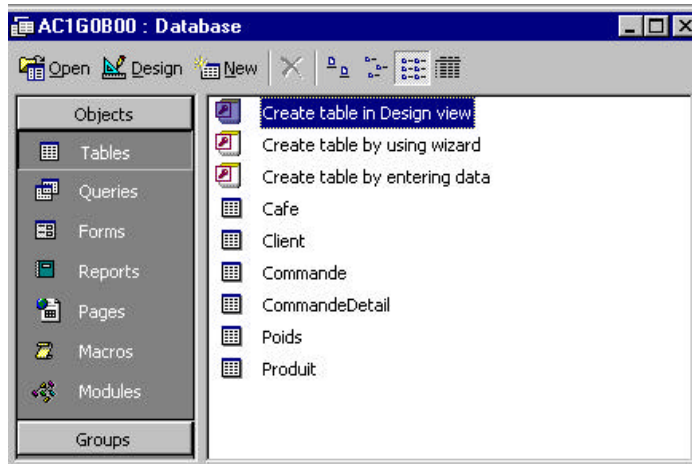 AC1G0B00 : Database
Open Design New
Objects
Tables
Queries
Forms
Reports
Pages
Macros
Modules
Groups
Create table in Design view
Create table by using wizard
Create table by entering data
Cafe
Client
Commande
CommandeDetail
Poids
Produit